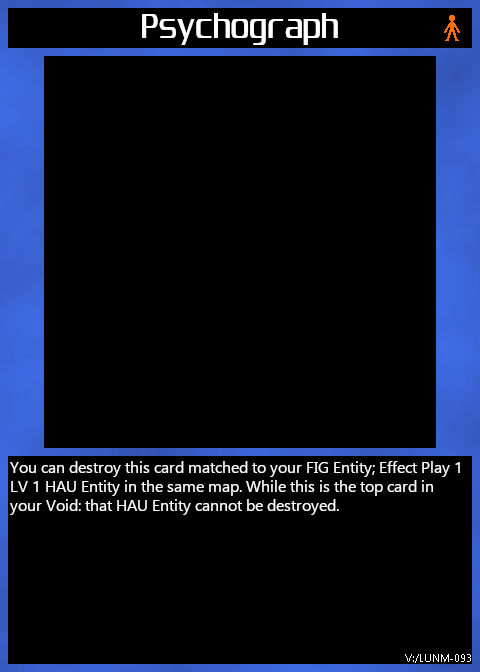 Psychograph
You can destroy this card matched to your FIG Entity; Effect Play 1
LV 1 HAU Entity in the same map. While this is the top card in
your Void: that HAU Entity cannot be destroyed.
V:/LUNM-093